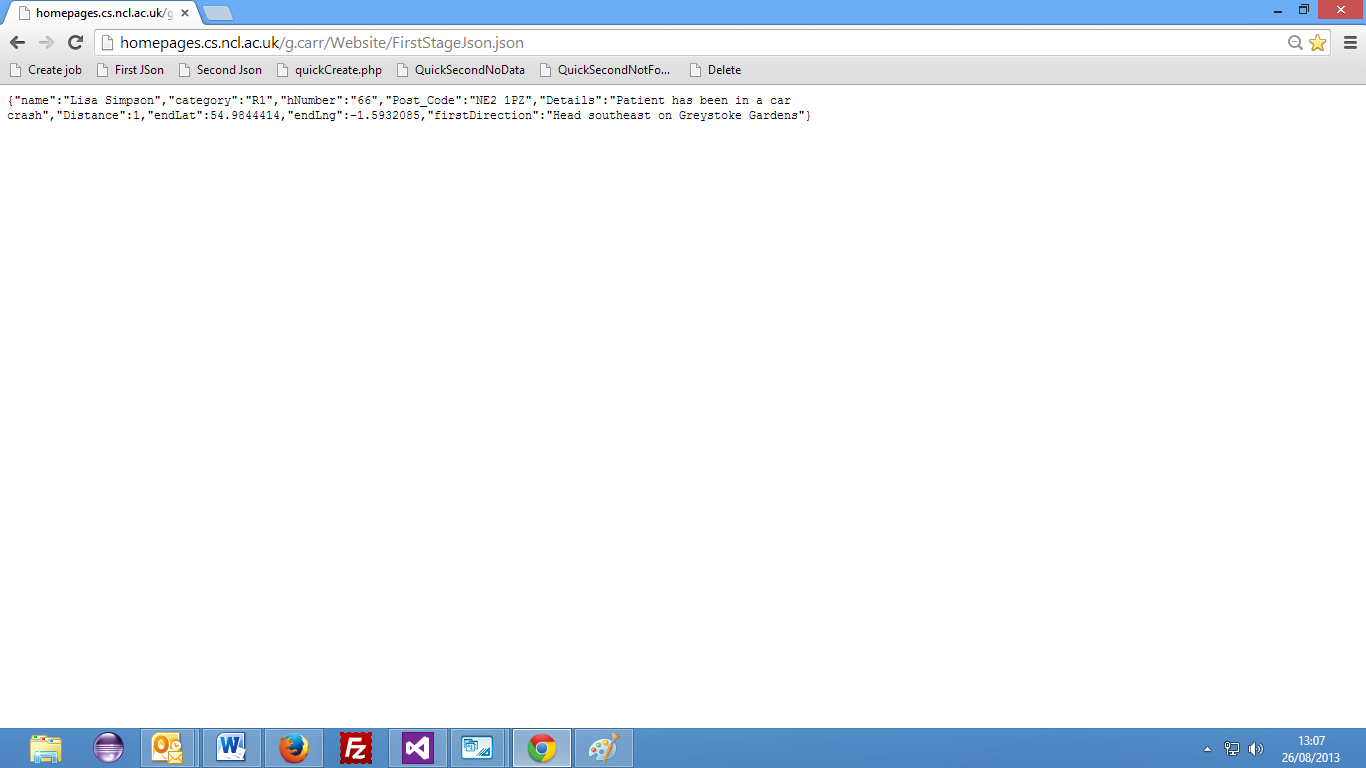 homepages.cs.ncl.ac.uk/g
homepages.cs.ncl.ac.uk/g.carr/Website/FirstStageJson.json
Create job First JSon Second Json quickCreate.php QuickSecondNoData QuickSecondNotFo... Delete
{"name":"Lisa Simpson","category":"R1","hNumber":"66","Post_Code":"NE2 1PZ","Details":"Patient has been in a car
crash","Distance":1,"endLat":54.9844414,"endLng":-1.5932085,"firstDirection":"Head southeast on Greystoke Gardens"}
13:07
26/08/2013